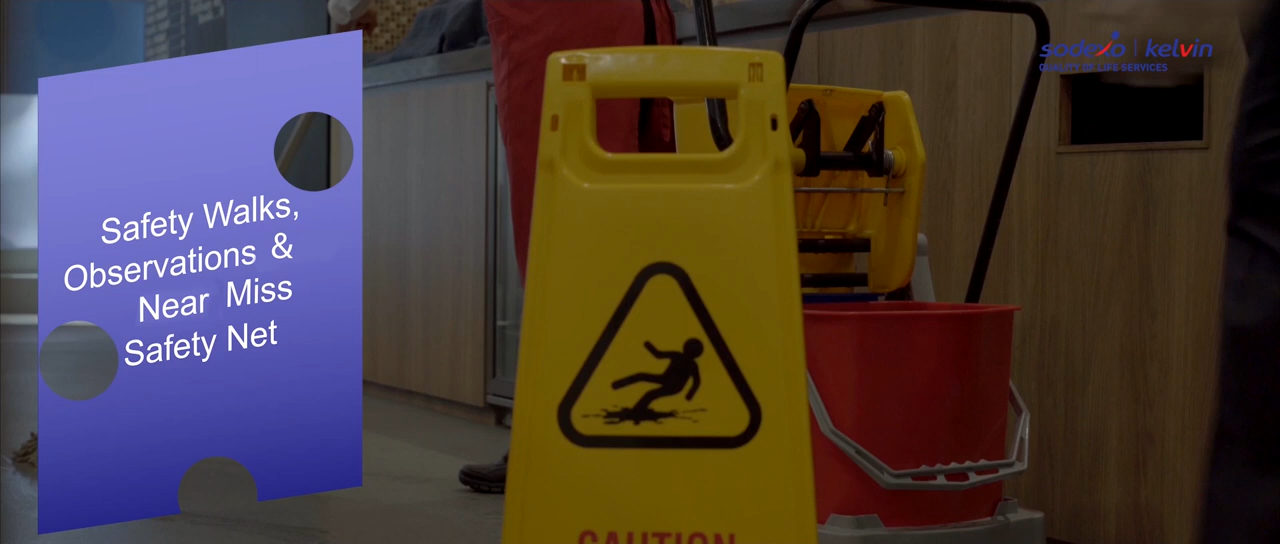 Safety Walks,
Observations &
Near Miss
Safety Net
sodexo | kelvin
QUALITY OF LIFE SERVICES
CAUTION